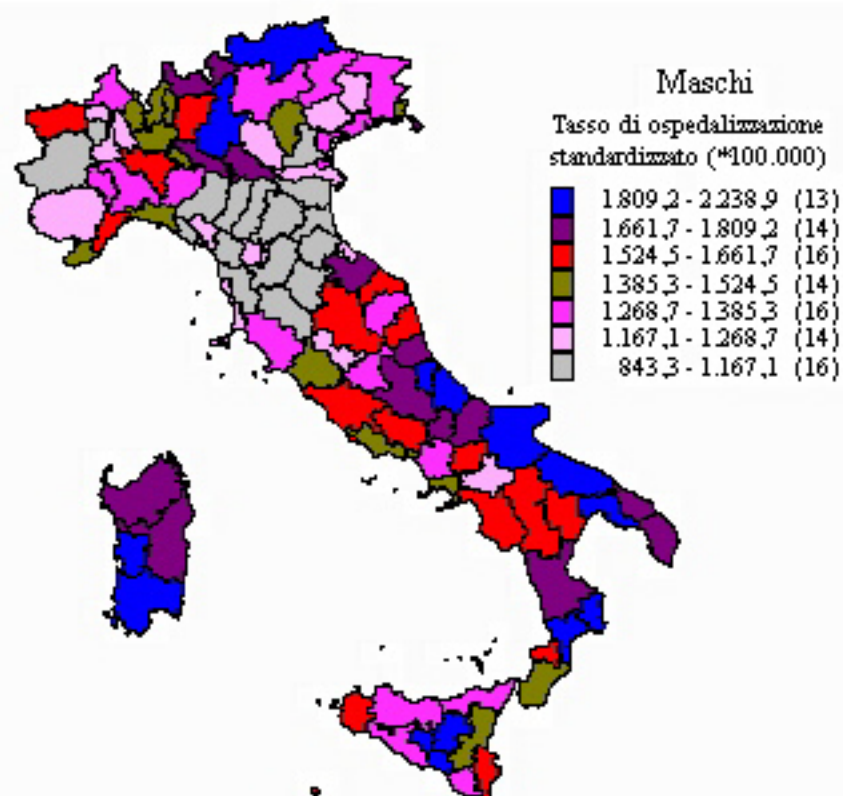 Maschi
Tasso di ospedalizzazione
standardizzato (*100.000)
1.809,2 - 2.238,9 (13)
1.661,7 - 1.809,2 (14)
1.524,5 - 1.661,7 (16)
1.385,3 - 1.524,5 (14)
1.268,7 - 1.385,3 (16)
1.167,1 - 1.268,7 (14)
843,3 - 1.167,1 (16)